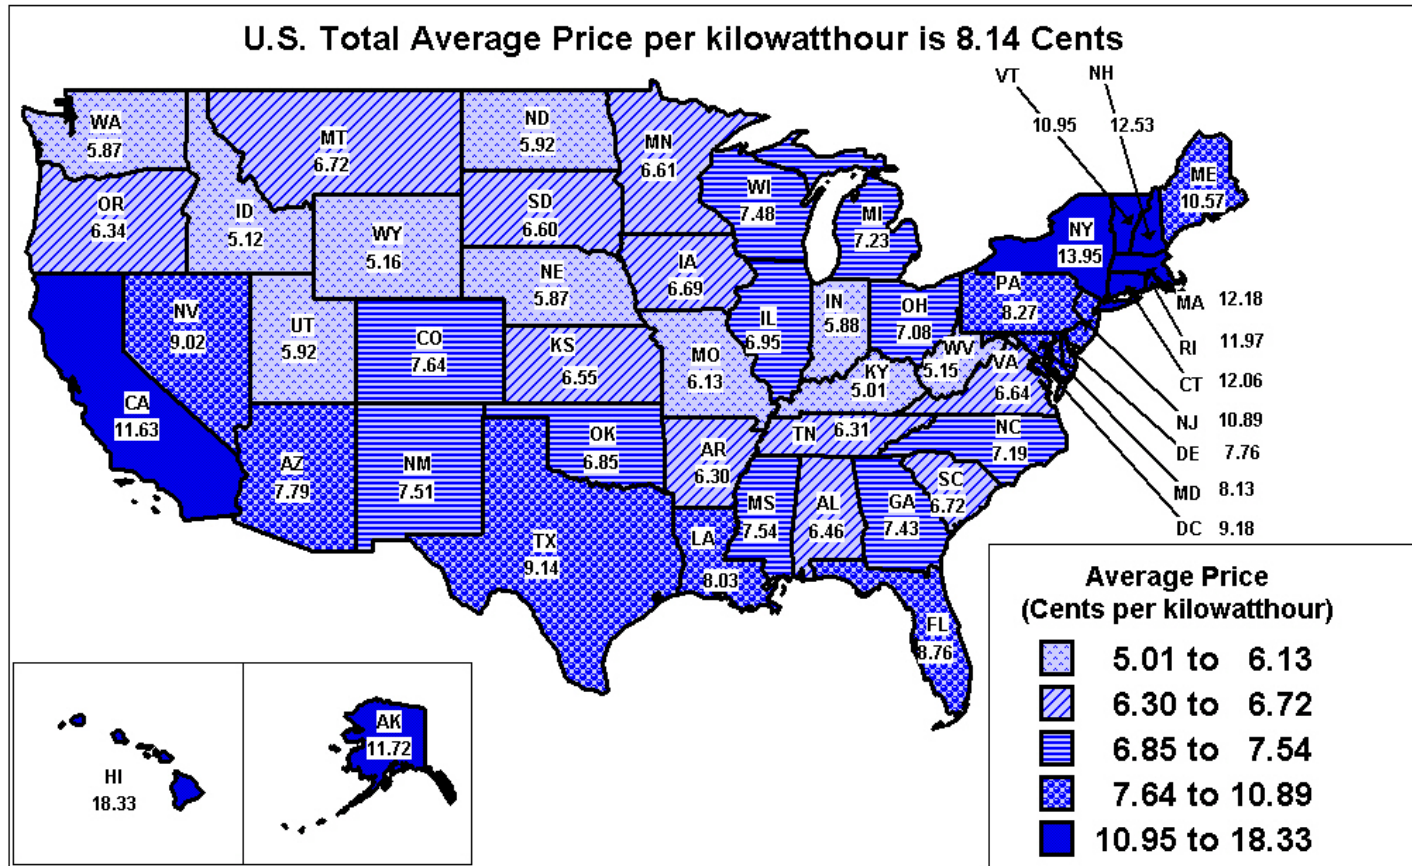 U.S. Total Average Price per kilowatthour is 8.14 Cents
VT
10.95
NH
12.53
WA
5.87
MT
6.72
ND
5.92
MN
6.61
ME
10.57
OR
6.34
ID
5.12
WY
5.16
SD
6.60
WI
7.48
MI
7.23
NY
13.95
NV
9.02
UT
5.92
CO
7.64
NE
5.87
IA
6.69
IL
6.95
IN
5.88
OH
7.08
PA
8.27
MA 12.18
RI 11.97
CT 12.06
NJ 10.89
DE 7.76
MD 8.13
DC 9.18
CA
11.63
KS
6.55
MO
6.13
KY
5.01
WV
5.15
VA
6.64
AZ
7.79
NM
7.51
OK
6.85
AR
6.30
TN 6.31
NC
7.19
SC
6.72
MS
7.54
AL
6.46
GA
7.43
TX
9.14
LA
8.03
FL
8.76
HI
18.33
AK
11.72
Average Price
(Cents per kilowatthour)
5.01 to 6.13
6.30 to 6.72
6.85 to 7.54
7.64 to 10.89
10.95 to 18.33